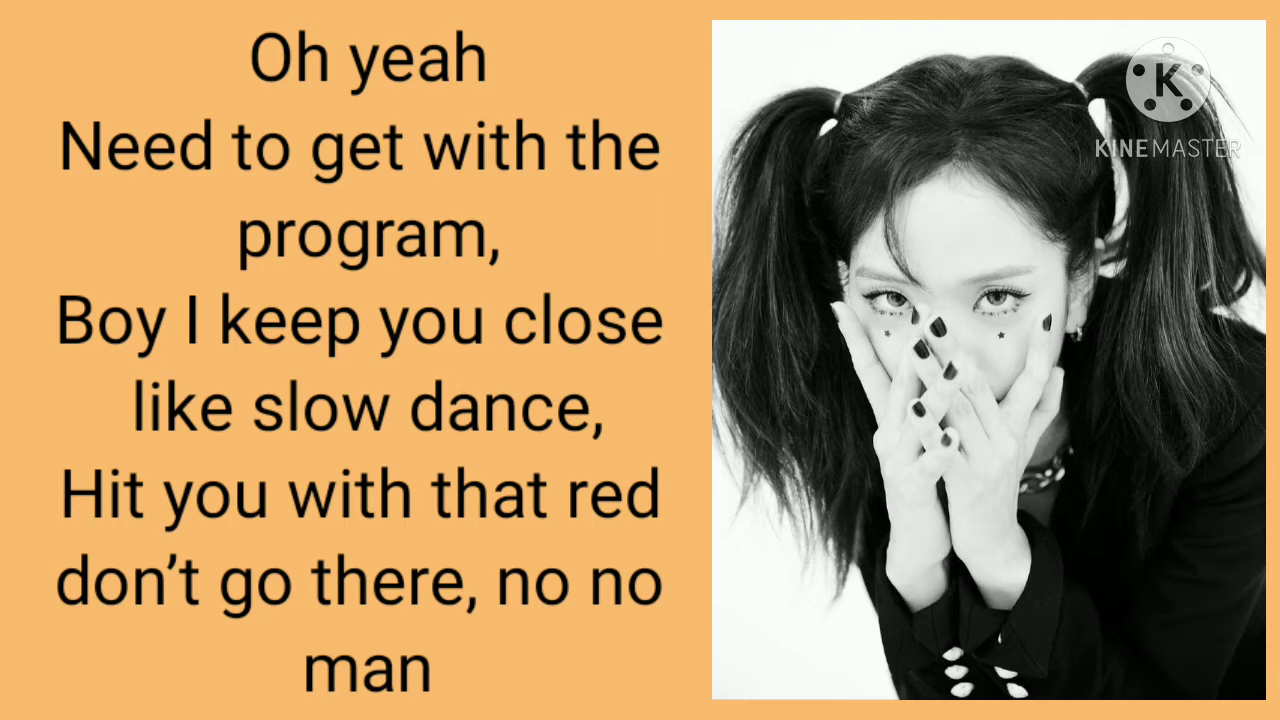 Oh yeah
Need to get with the
program,
Boy I keep you close
like slow dance,
Hit you with that red
don’t go there, no no
man
K
KINEMASTER